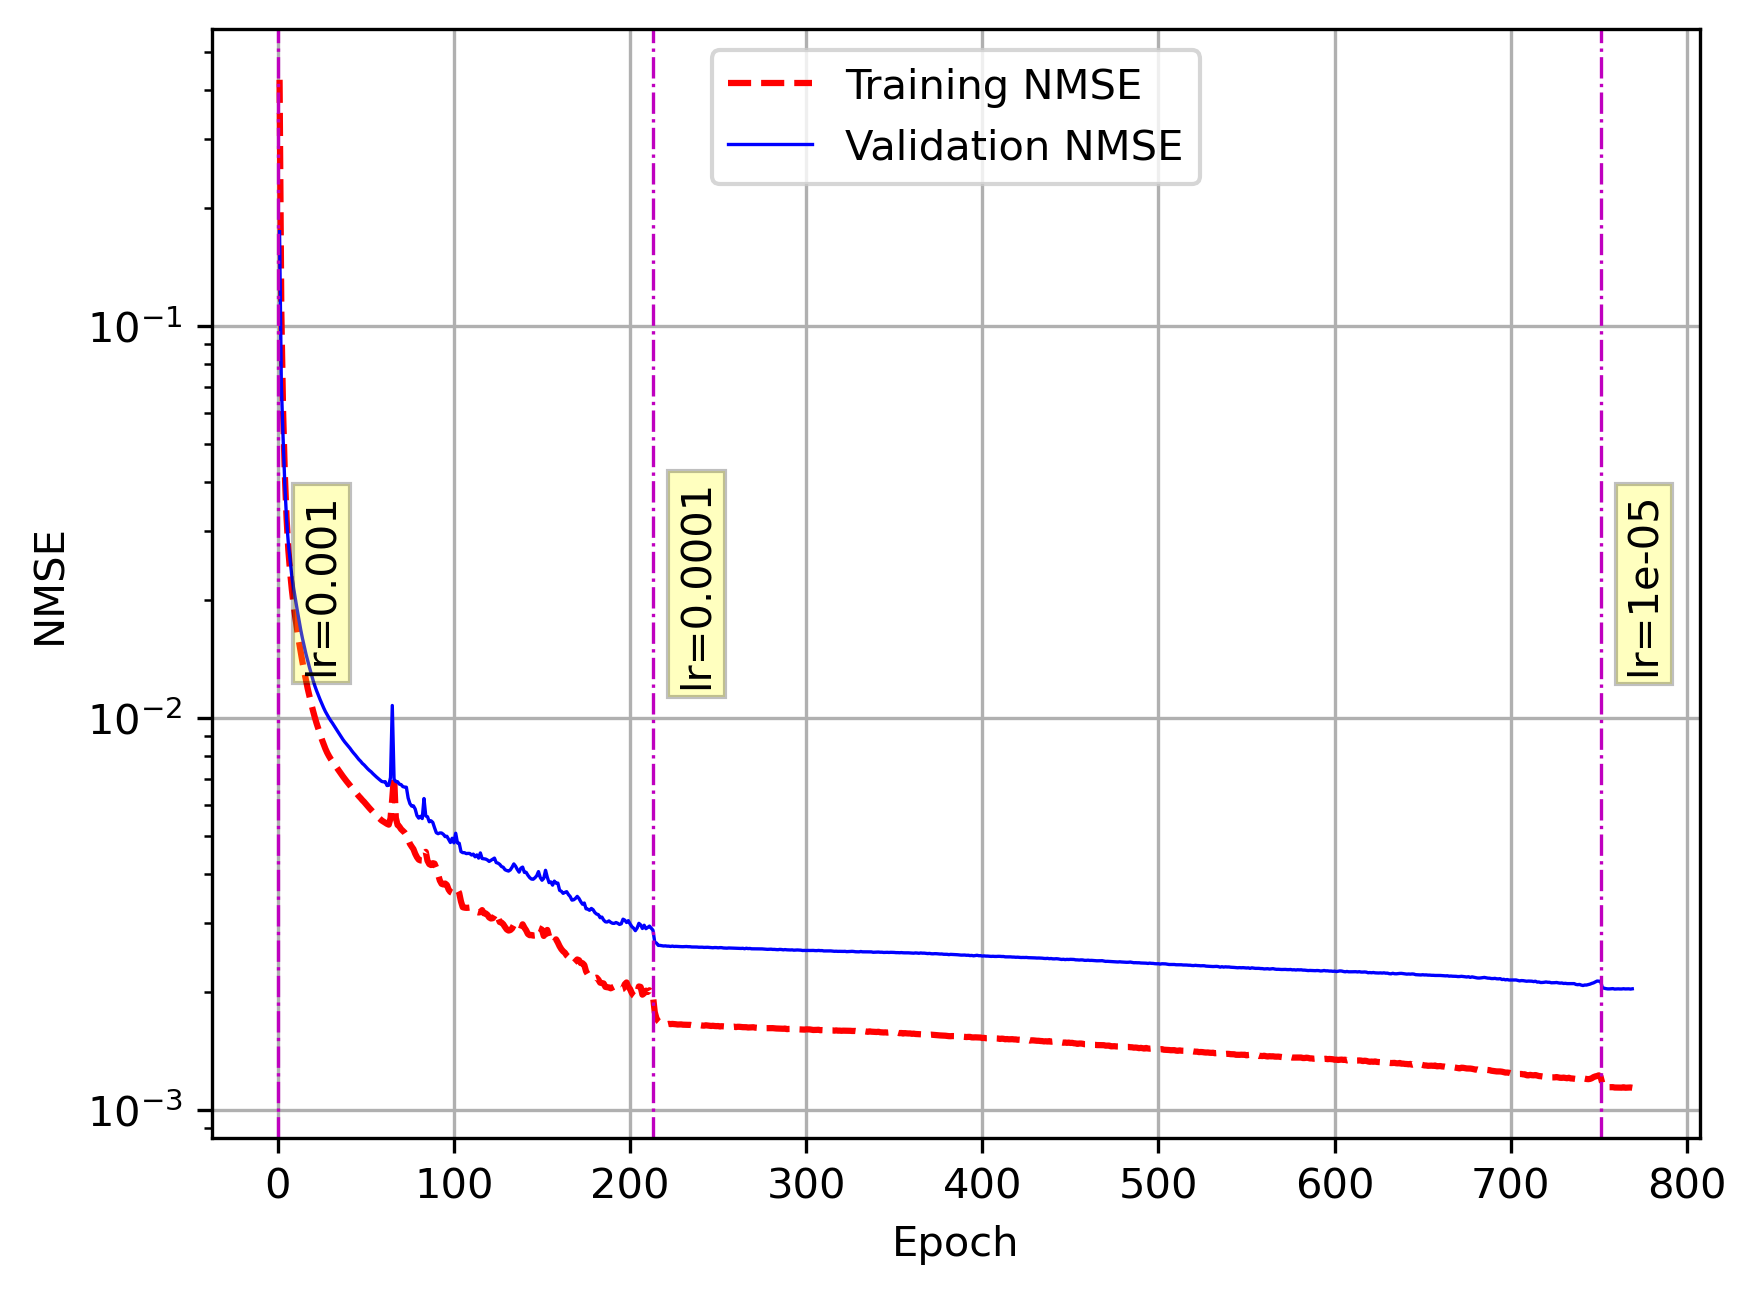 Training NMSE
Validation NMSE
NMSE
10⁻¹
10⁻²
10⁻³
lr=0.001
lr=0.0001
lr=1e-05
0 100 200 300 400 500 600 700 800
Epoch